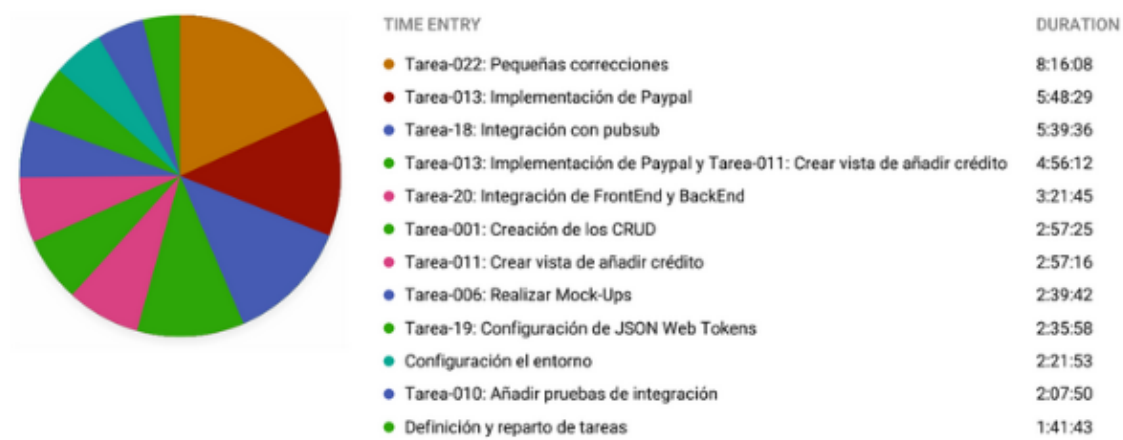 TIME ENTRY DURATION
Tarea-022: Pequeñas correcciones 8:16:08
Tarea-013: Implementación de Paypal 5:48:29
Tarea-18: Integración con pubsub 5:39:36
Tarea-013: Implementación de Paypal y Tarea-011: Crear vista de añadir crédito 4:56:12
Tarea-20: Integración de FrontEnd y BackEnd 3:21:45
Tarea-001: Creación de los CRUD 2:57:25
Tarea-011: Crear vista de añadir crédito 2:57:16
Tarea-006: Realizar Mock-Ups 2:39:42
Tarea-19: Configuración de JSON Web Tokens 2:35:58
Configuración el entorno 2:21:53
Tarea-010: Añadir pruebas de integración 2:07:50
Definición y reparto de tareas 1:41:43